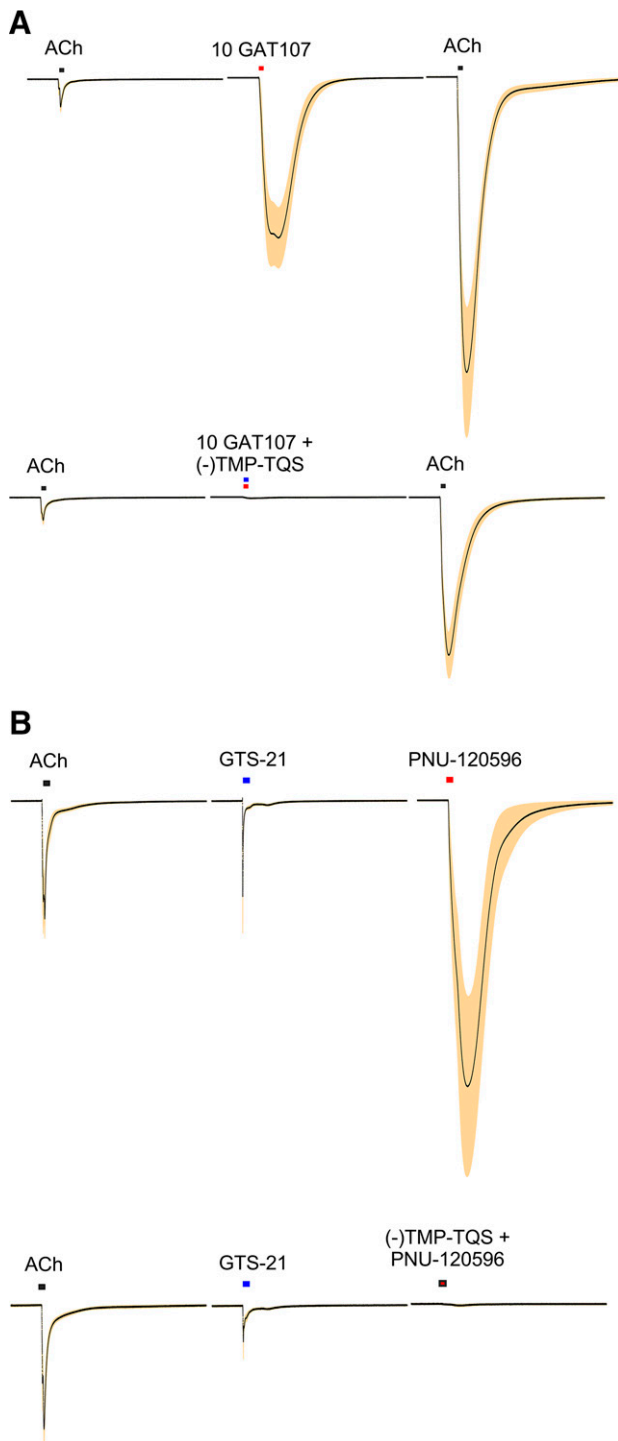 A
ACh
10 GAT107
ACh
10 GAT107 +
(-)TMP-TQS
ACh
ACh
B
ACh
GTS-21
PNU-120596
(-)TMP-TQS +
PNU-120596
ACh
GTS-21